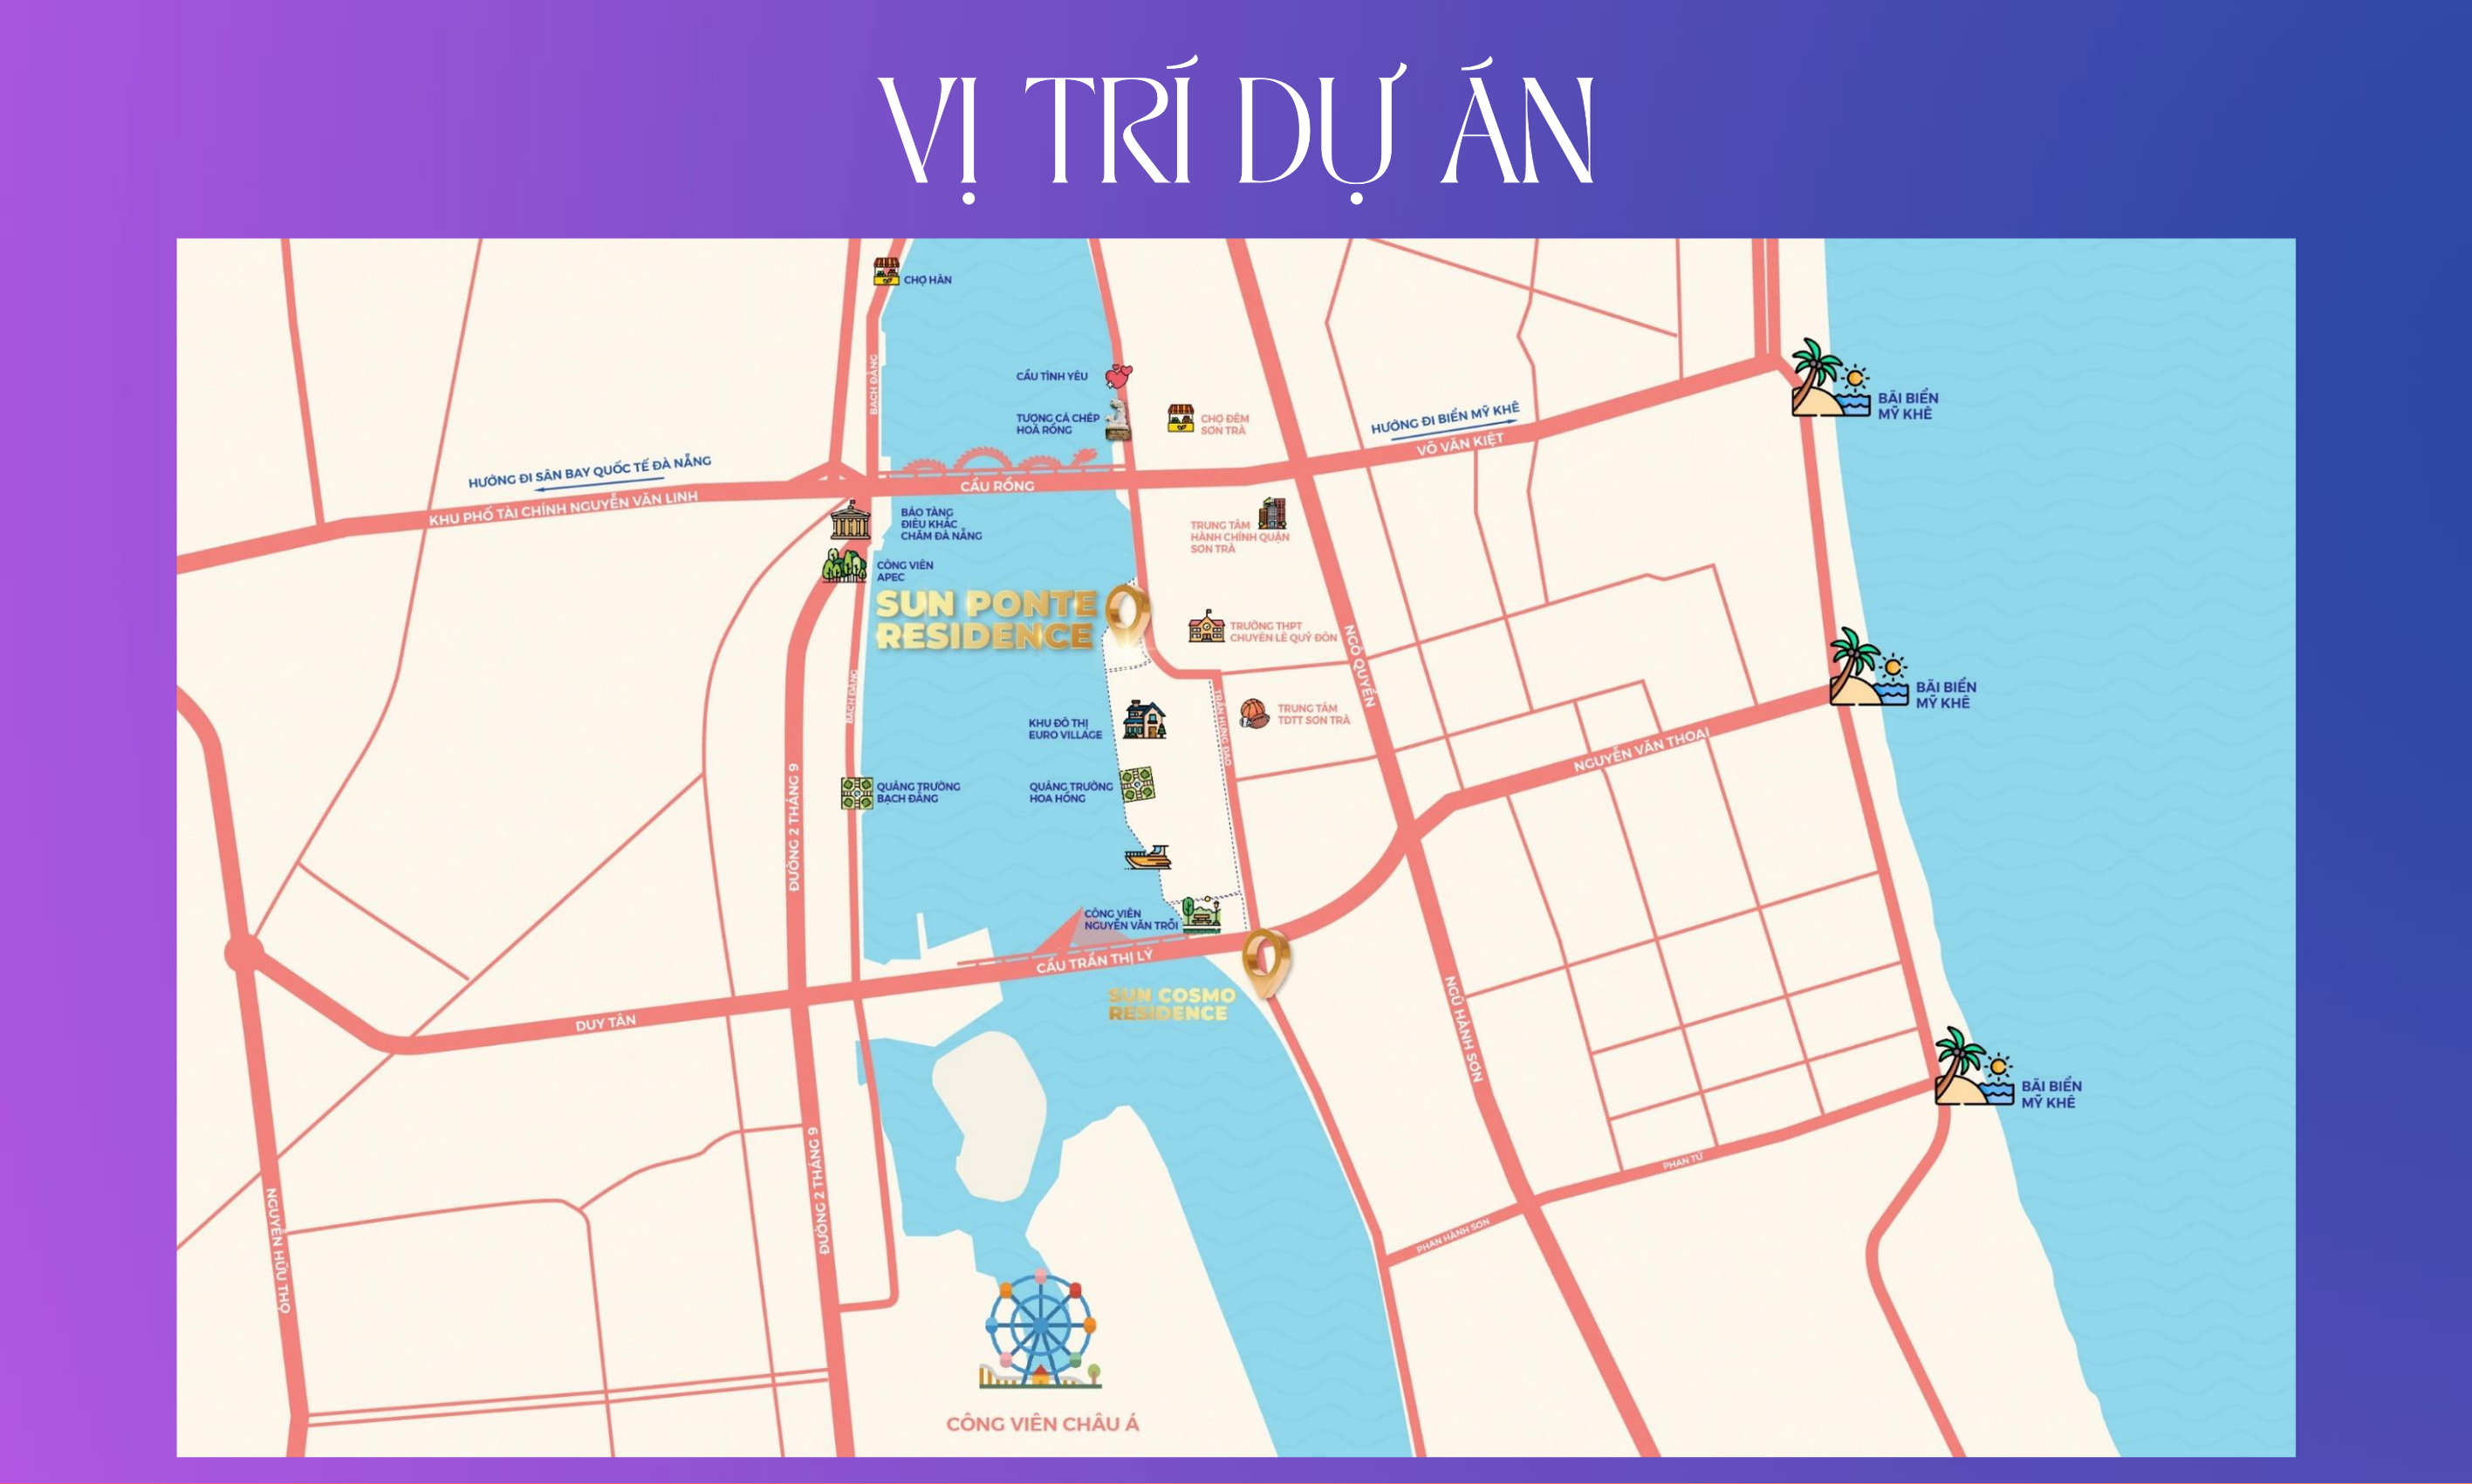 VỊ TRÍ DỰ ÁN
CHỢ HÀN
BẠCH ĐẰNG
CẦU TÌNH YÊU
TƯỢNG CÁ CHÉP
HOÁ RỒNG
CHỢ ĐÊM
SƠN TRÀ
HƯỚNG ĐI BIỂN MỸ KHÊ
VÕ VĂN KIỆT
BÃI BIỂN
MỸ KHÊ
HƯỚNG ĐI SÂN BAY QUỐC TẾ ĐÀ NẴNG
KHU PHỐ TÀI CHÍNH NGUYỄN VĂN LINH
CẦU RỒNG
BẢO TÀNG
ĐIÊU KHẮC
CHĂM ĐÀ NẴNG
TRUNG TÂM
HÀNH CHÍNH QUẬN
SƠN TRÀ
CÔNG VIÊN
APEC
SUN PONTE
RESIDENCE
TRƯỜNG THPT
CHUYÊN LÊ QUÝ ĐÔN
NGÔ QUYỀN
BẠCH ĐẰNG
TRẦN HƯNG ĐẠO
TRUNG TÂM
TDTT SƠN TRÀ
BÃI BIỂN
MỸ KHÊ
KHU ĐÔ THỊ
EURO VILLAGE
NGUYỄN VĂN THOẠI
ĐƯỜNG 2 THÁNG 9
QUẢNG TRƯỜNG
BẠCH ĐẰNG
QUẢNG TRƯỜNG
HOA HỒNG
CÔNG VIÊN
NGUYỄN VĂN TRỖI
CẦU TRẦN THỊ LÝ
SUN COSMO
RESIDENCE
DUY TÂN
NGŨ HÀNH SƠN
BÃI BIỂN
MỸ KHÊ
ĐƯỜNG 2 THÁNG 9
PHAN TỨ
NGUYỄN HỮU THỌ
PHAN HÀNH SƠN
CÔNG VIÊN CHÂU Á